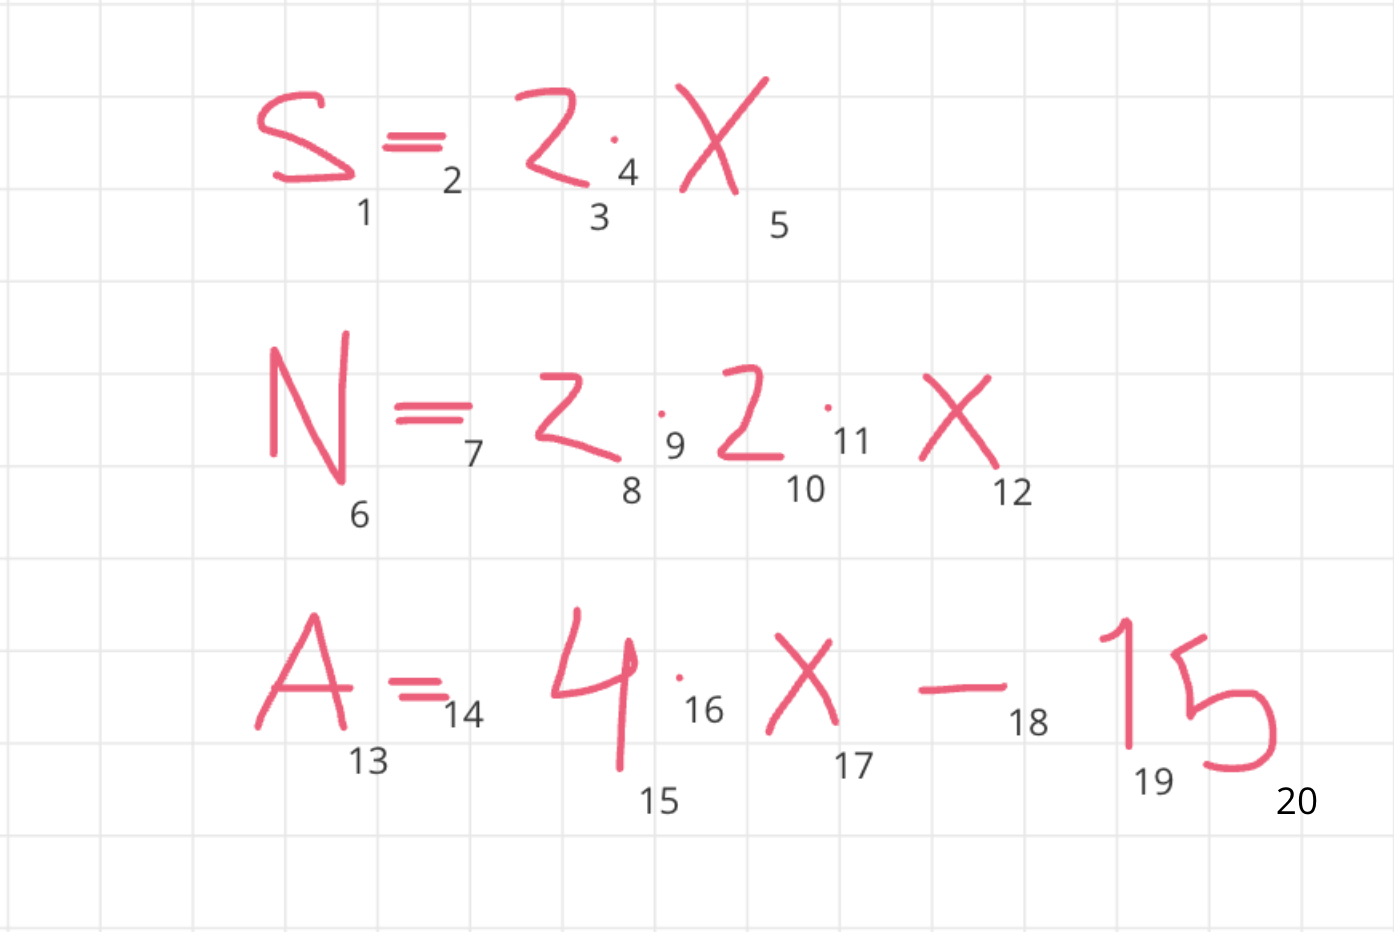 S = 2 · X
1 2 3 4 5
N = 2 · 2 · X
6 7 8 9 10 11 12
A = 4 · X - 15
13 14 15 16 17 18 19 20